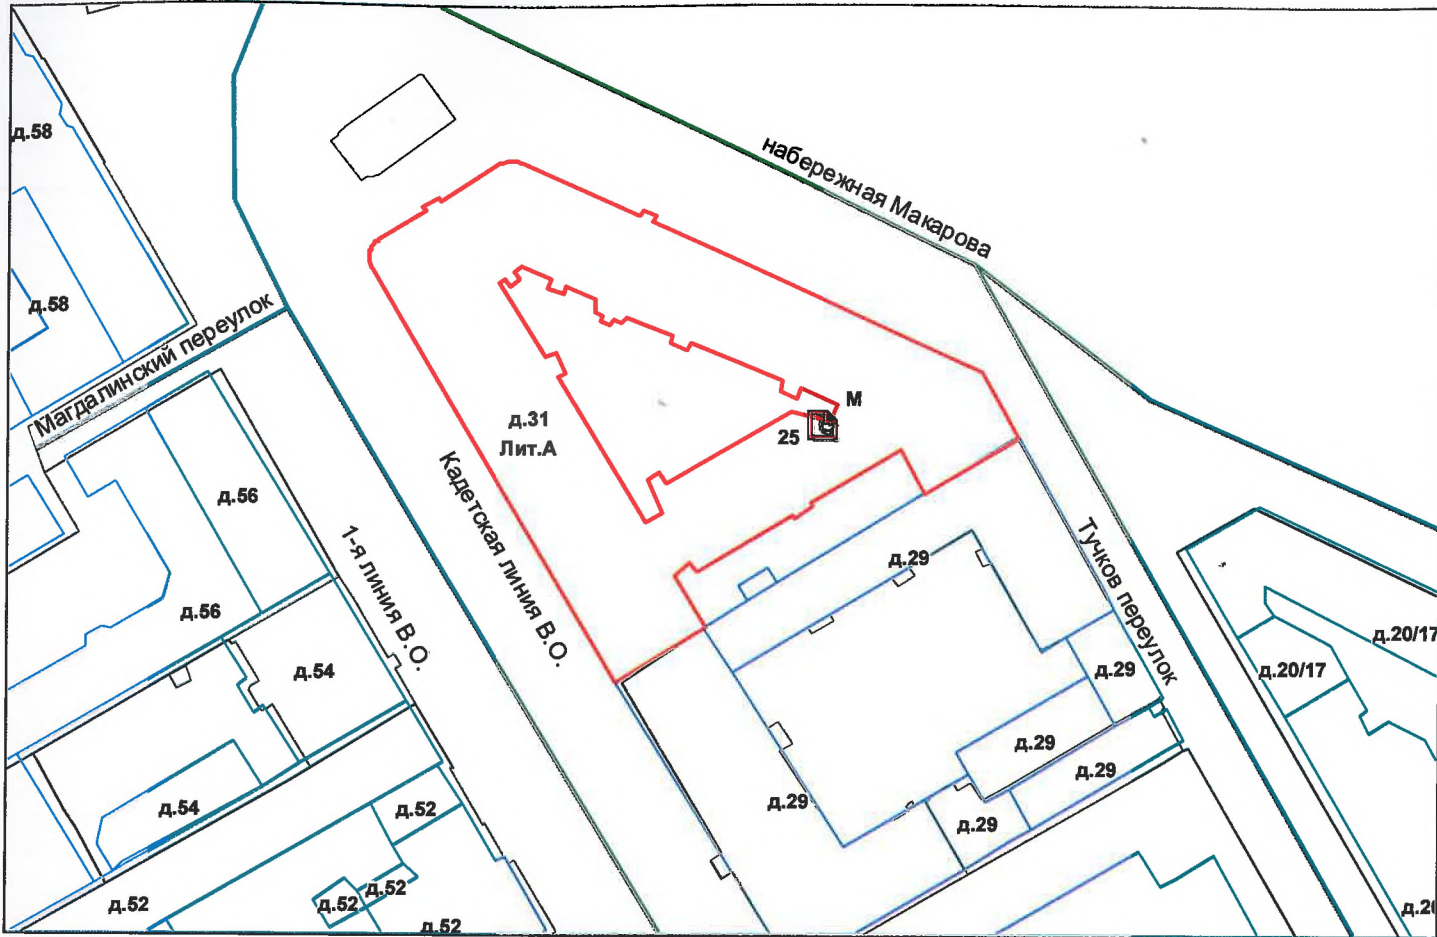 д.58
набережная Макарова
д.58
Магдалинский переулок
М
д.31
Лит.А
25
Кадетская линия В.О.
д.56
1-я линия В.О.
Тучков переулок
д.29
д.56
д.20/17
д.54
д.20/17
д.29
д.29
д.29
д.54
д.29
д.52
д.29
д.52
д.52
д.52
д.20
д.52